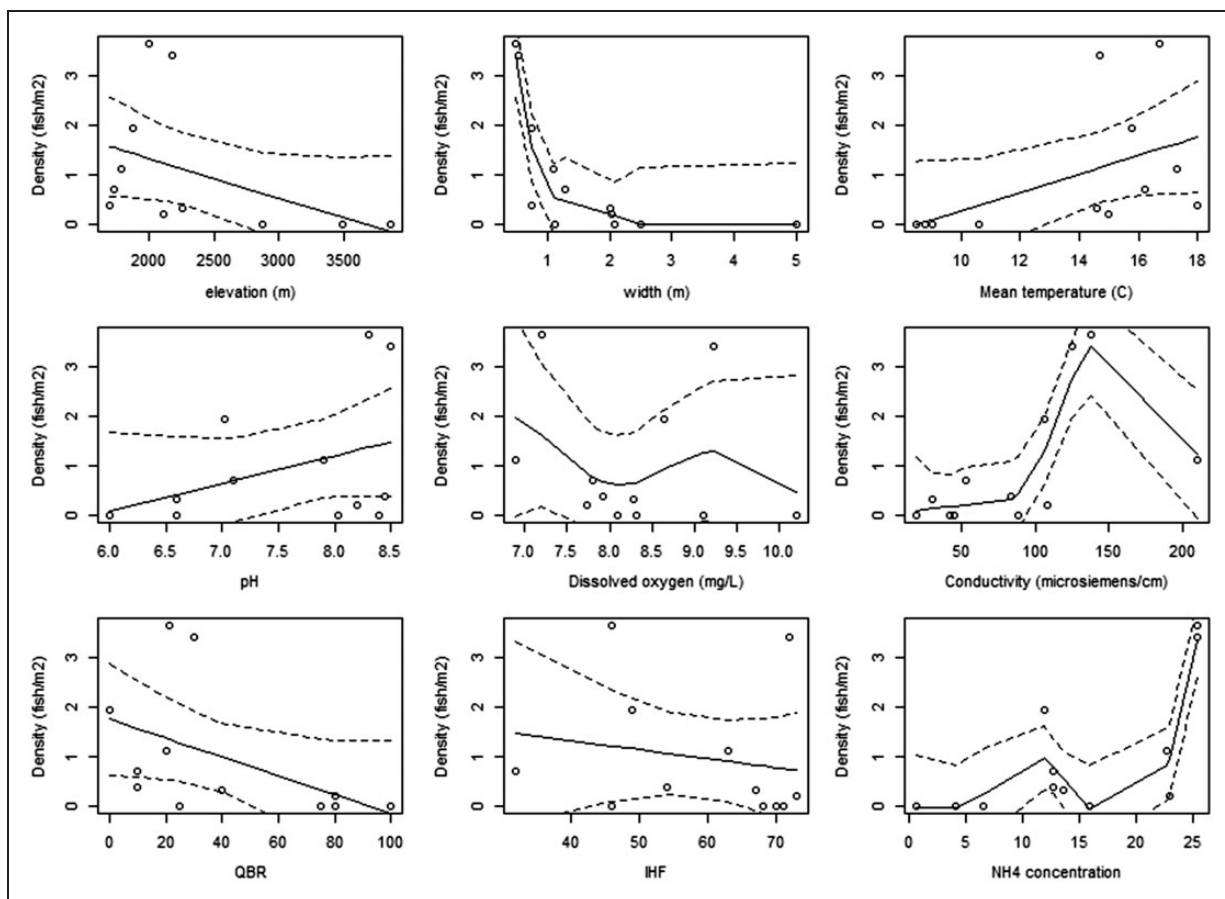 Density (fish/m2)
3
2
1
0
2000 2500 3000 3500
elevation (m)
Density (fish/m2)
3
2
1
0
1 2 3 4 5
width (m)
Density (fish/m2)
3
2
1
0
10 12 14 16 18
Mean temperature (C)
Density (fish/m2)
3
2
1
0
6.0 6.5 7.0 7.5 8.0 8.5
pH
Density (fish/m2)
3
2
1
0
7.0 7.5 8.0 8.5 9.0 9.5 10.0
Dissolved oxygen (mg/L)
Density (fish/m2)
3
2
1
0
50 100 150 200
Conductivity (microsiemens/cm)
Density (fish/m2)
3
2
1
0
0 20 40 60 80 100
QBR
Density (fish/m2)
3
2
1
0
40 50 60 70
IHF
Density (fish/m2)
3
2
1
0
0 5 10 15 20 25
NH4 concentration